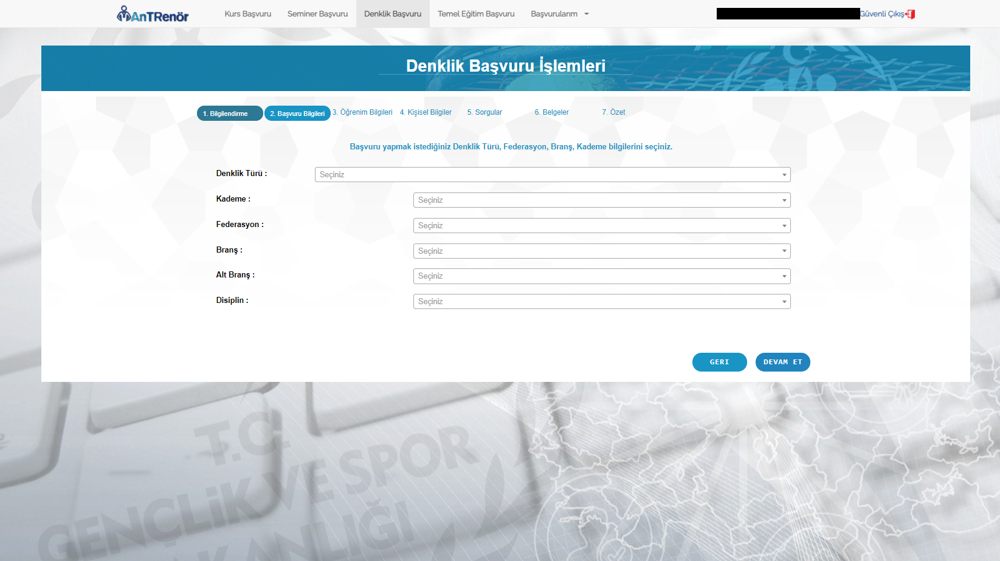 AnTRenör Kurs Başvuru Seminer Başvuru Denklik Başvuru Temel Eğitim Başvuru Başvurularım Güvenli Çıkış
Denklik Başvuru İşlemleri
1. Bilgilendirme 2. Başvuru Bilgileri 3. Öğrenim Bilgileri 4. Kişisel Bilgiler 5. Sorgular 6. Belgeler 7. Özet
Başvuru yapmak istediğiniz Denklik Türü, Federasyon, Branş, Kademe bilgilerini seçiniz.
Denklik Türü : Seçiniz
Kademe : Seçiniz
Federasyon : Seçiniz
Branş : Seçiniz
Alt Branş : Seçiniz
Disiplin : Seçiniz
GERI DEVAM ET
T.C.
GENÇLİK VE SPOR
BAKANLIĞI